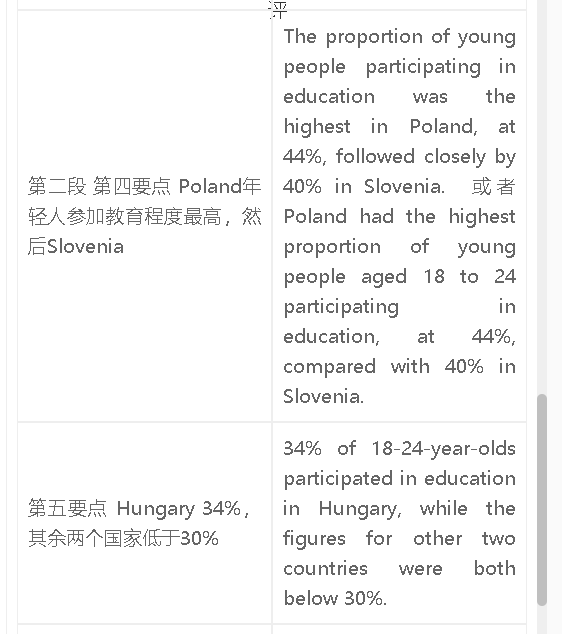 评
第二段 第四要点 Poland年
轻人参加教育程度最高，然
后Slovenia
The proportion of young
people participating in
education was the
highest in Poland, at
44%, followed closely by
40% in Slovenia. 或者
Poland had the highest
proportion of young
people aged 18 to 24
participating in
education, at 44%,
compared with 40% in
Slovenia.
第五要点 Hungary 34%，
其余两个国家低于30%
34% of 18-24-year-olds
participated in education
in Hungary, while the
figures for other two
countries were both
below 30%.